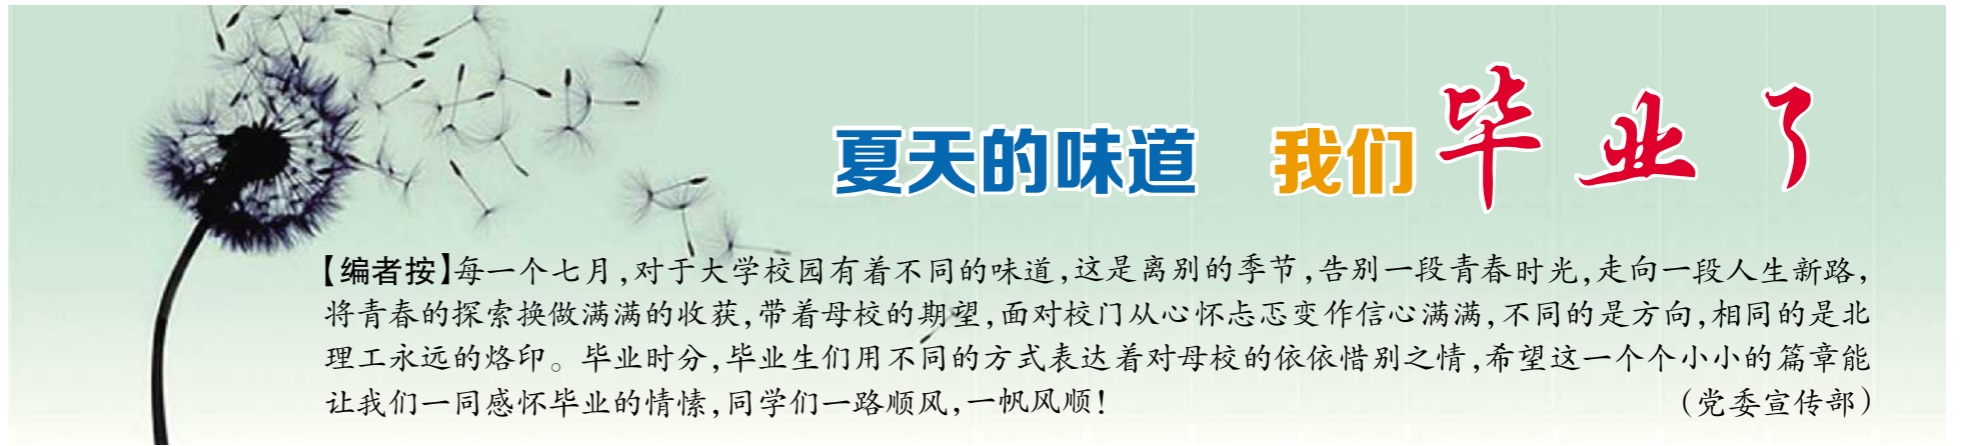 夏天的味道 我们毕业了
【编者按】每一个七月,对于大学校园有着不同的味道,这是离别的季节,告别一段青春时光,走向一段人生新路,
将青春的探索换做满满的收获,带着母校的期望,面对校门从心怀忐忑变作信心满满,不同的是方向,相同的是北
理工永远的烙印。毕业时分,毕业生们用不同的方式表达着对母校的依依惜别之情,希望这一个个小小的篇章能
让我们一同感怀毕业的情愫,同学们一路顺风,一帆风顺!
(党委宣传部)